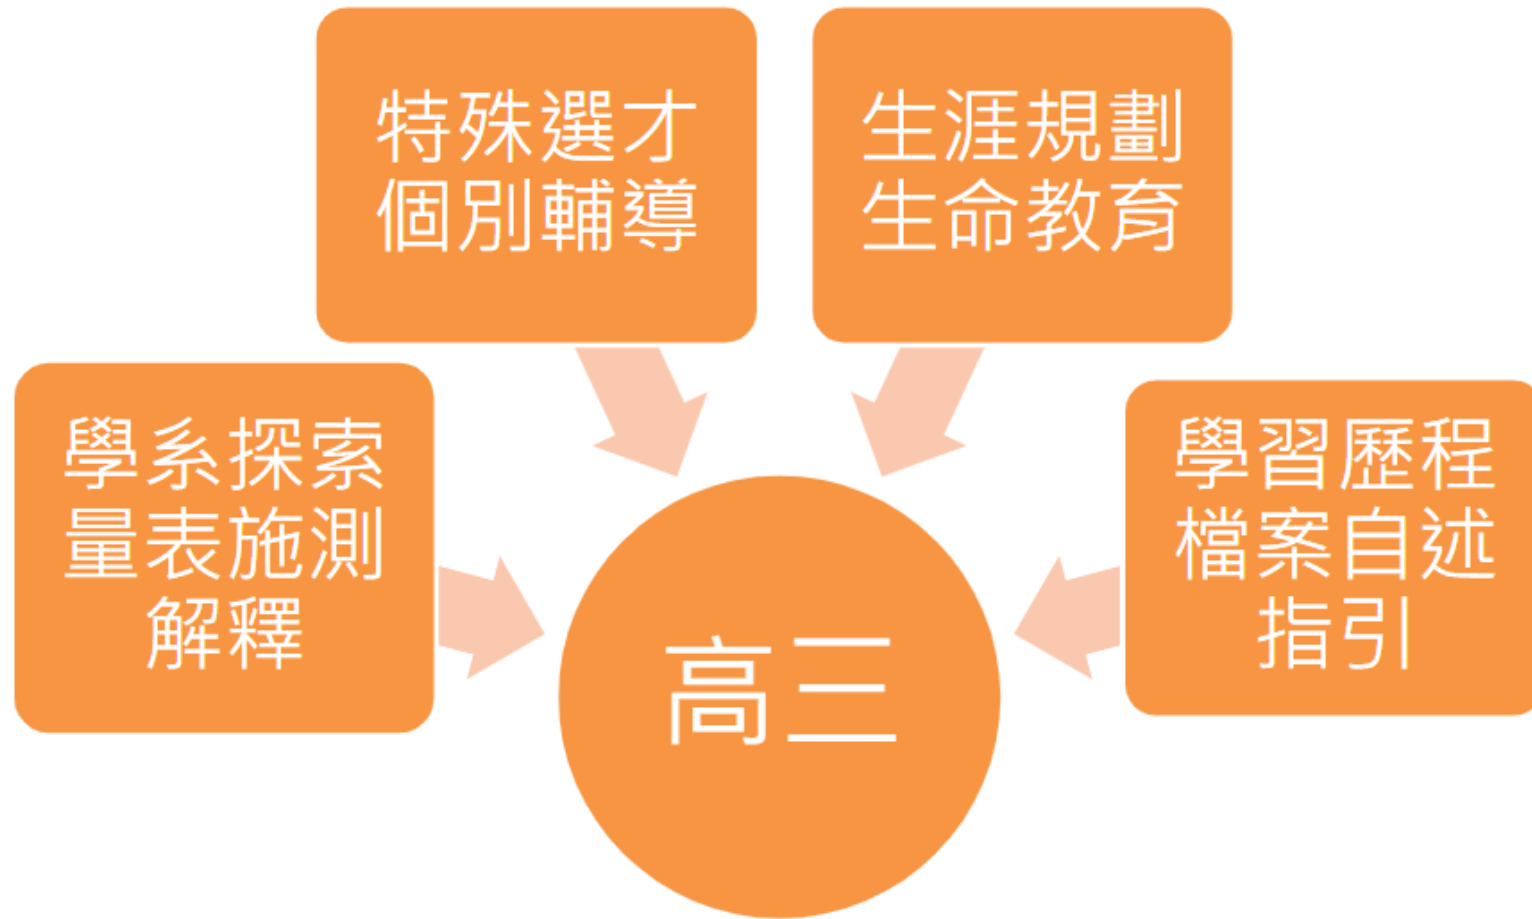 特殊選才
個別輔導
生涯規劃
生命教育
學系探索
量表施測
解釋
學習歷程
檔案自述
指引
高三